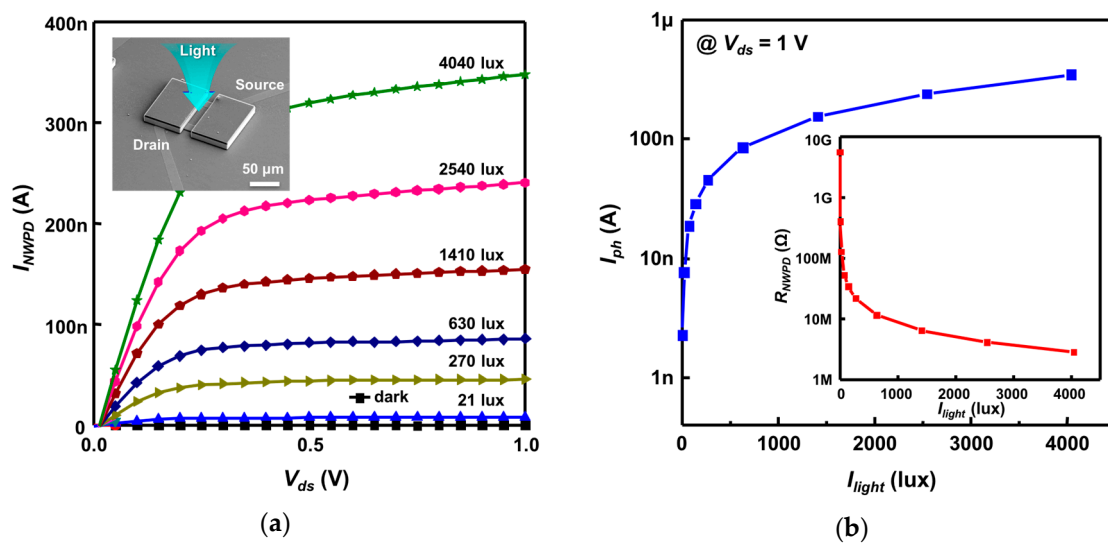 400n
300n
200n
100n
0
I_NWPD (A)
Light
Source
Drain
50 µm
4040 lux
2540 lux
1410 lux
630 lux
270 lux
dark
21 lux
0.0 0.5 1.0
V_ds (V)
(a)
1µ
100n
10n
1n
I_ph (A)
@ V_ds = 1 V
10G
1G
100M
10M
1M
R_NWPD (Ω)
0 1000 2000 3000 4000
I_light (lux)
0 1000 2000 3000 4000
I_light (lux)
(b)